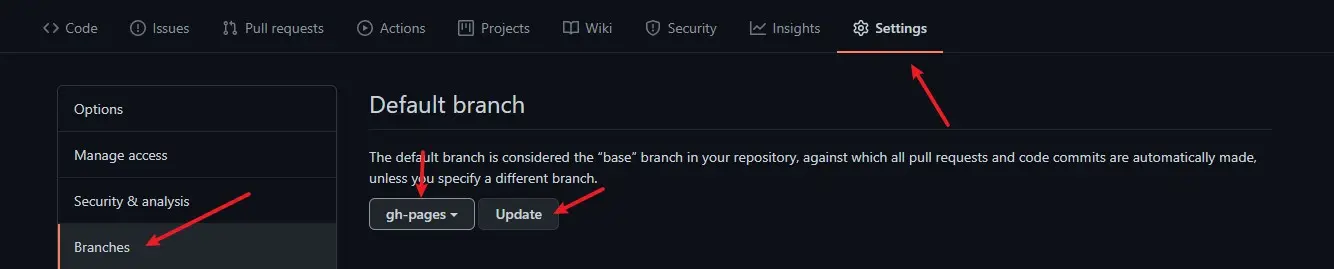 Code Issues Pull requests Actions Projects Wiki Security Insights Settings
Options
Manage access
Security & analysis
Branches
Default branch
The default branch is considered the “base” branch in your repository, against which all pull requests and code commits are automatically made,
unless you specify a different branch.
gh-pages Update